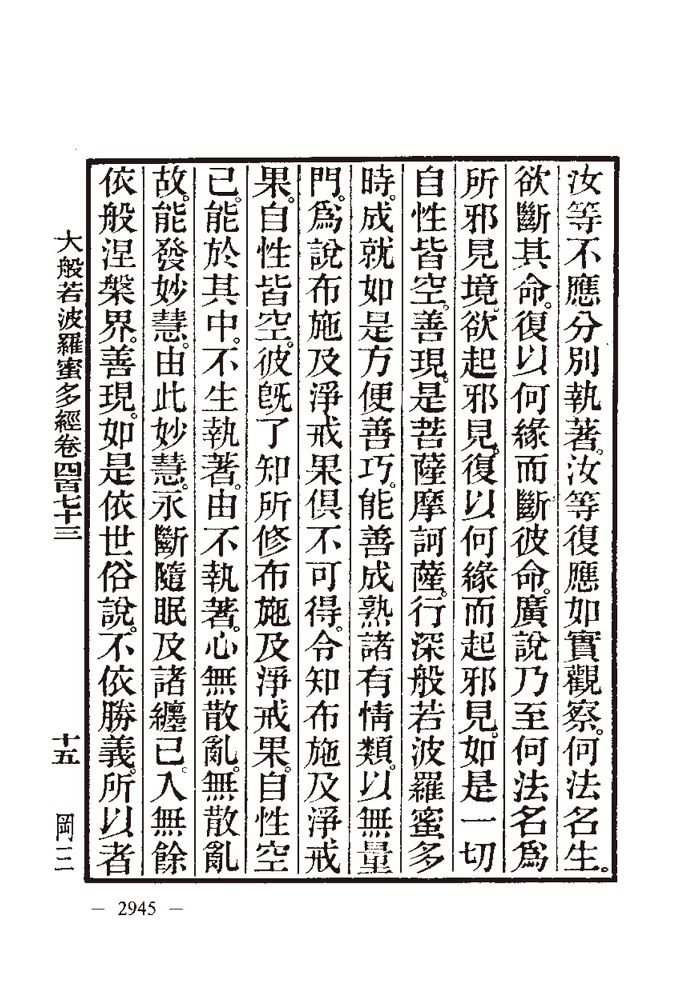 汝等不應分別執著。汝等復應如實觀察。何法名生。
欲斷其命。復以何緣而斷彼命。廣說乃至何法名為
所邪見境。欲起邪見。復以何緣而起邪見。如是一切
自性皆空。善現。是菩薩摩訶薩。行深般若波羅蜜多
時。成就如是方便善巧。能善成熟諸有情類。以無量
門。為說布施及淨戒果俱不可得。令知布施及淨戒
果。自性皆空。彼既了知所修布施及淨戒果。自性空
已。能於其中。不生執著。由不執著。心無散亂。無散亂
故。能發妙慧。由此妙慧。永斷隨眠及諸纏已。入無餘
依般涅槃界。善現。如是依世俗說。不依勝義。所以者
大般若波羅蜜多經卷四百七十三
十五
岡三
— 2945 —